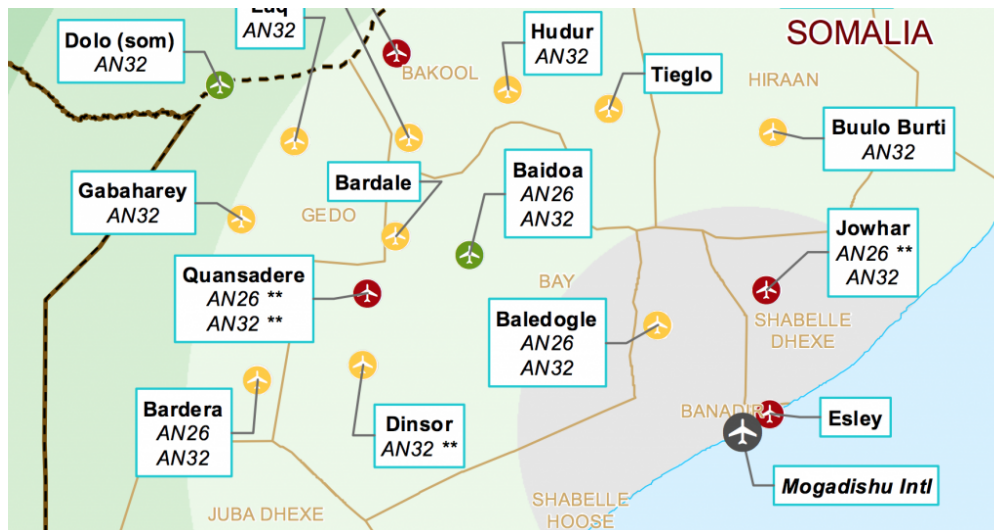 Luq
AN32
Dolo (som)
AN32
BAKOOL
Hudur
AN32
Tieglo
SOMALIA
HIRAAN
Buulo Burti
AN32
Gabaharey
AN32
GEDO
Bardale
Baidoa
AN26
AN32
Jowhar
AN26 **
AN32
Quansadere
AN26 **
AN32 **
BAY
Baledogle
AN26
AN32
SHABELLE
DHEXE
Bardera
AN26
AN32
Dinsor
AN32 **
BANADIR
Esley
Mogadishu Intl
JUBA DHEXE
SHABELLE
HOOSE